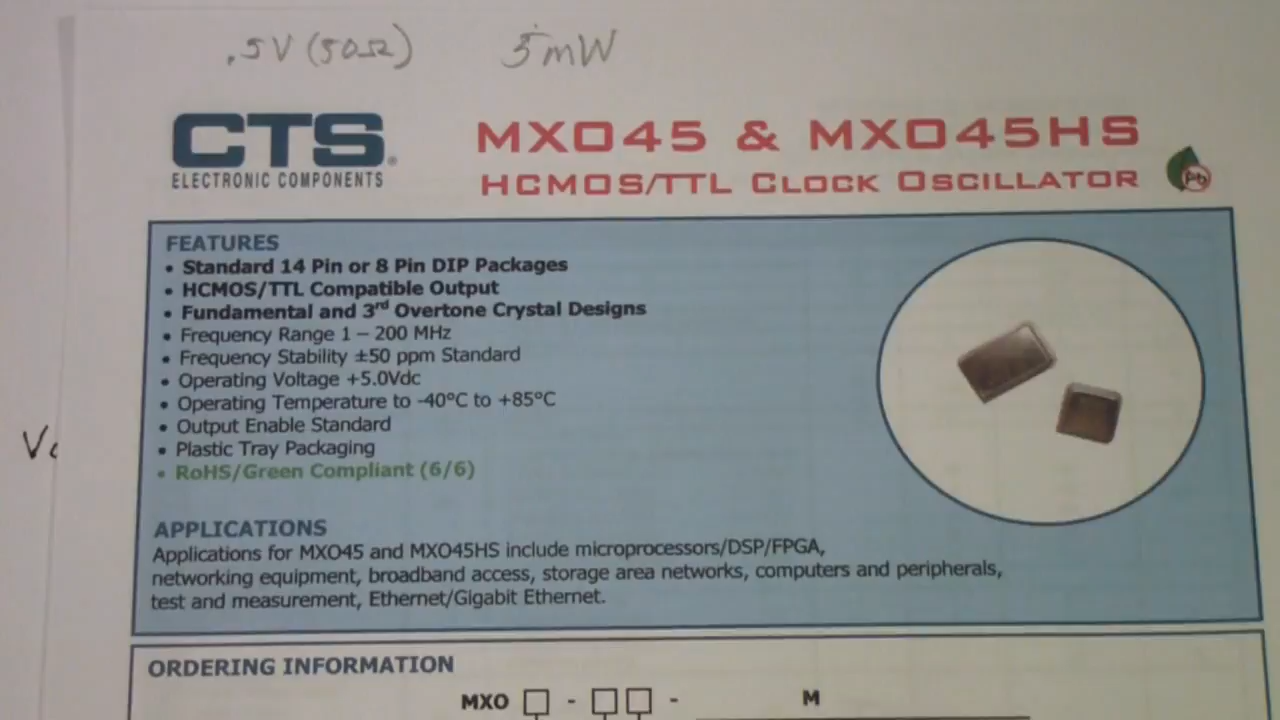 .5V (50Ω) 5mW
CTS®
ELECTRONIC COMPONENTS
MXO45 & MXO45HS
HCMOS/TTL CLOCK OSCILLATOR
Pb
FEATURES
• Standard 14 Pin or 8 Pin DIP Packages
• HCMOS/TTL Compatible Output
• Fundamental and 3rd Overtone Crystal Designs
• Frequency Range 1 – 200 MHz
• Frequency Stability ±50 ppm Standard
• Operating Voltage +5.0Vdc
• Operating Temperature to -40°C to +85°C
• Output Enable Standard
• Plastic Tray Packaging
• RoHS/Green Compliant (6/6)
APPLICATIONS
Applications for MXO45 and MXO45HS include microprocessors/DSP/FPGA,
networking equipment, broadband access, storage area networks, computers and peripherals,
test and measurement, Ethernet/Gigabit Ethernet.
ORDERING INFORMATION
MXO □ - □□ - M